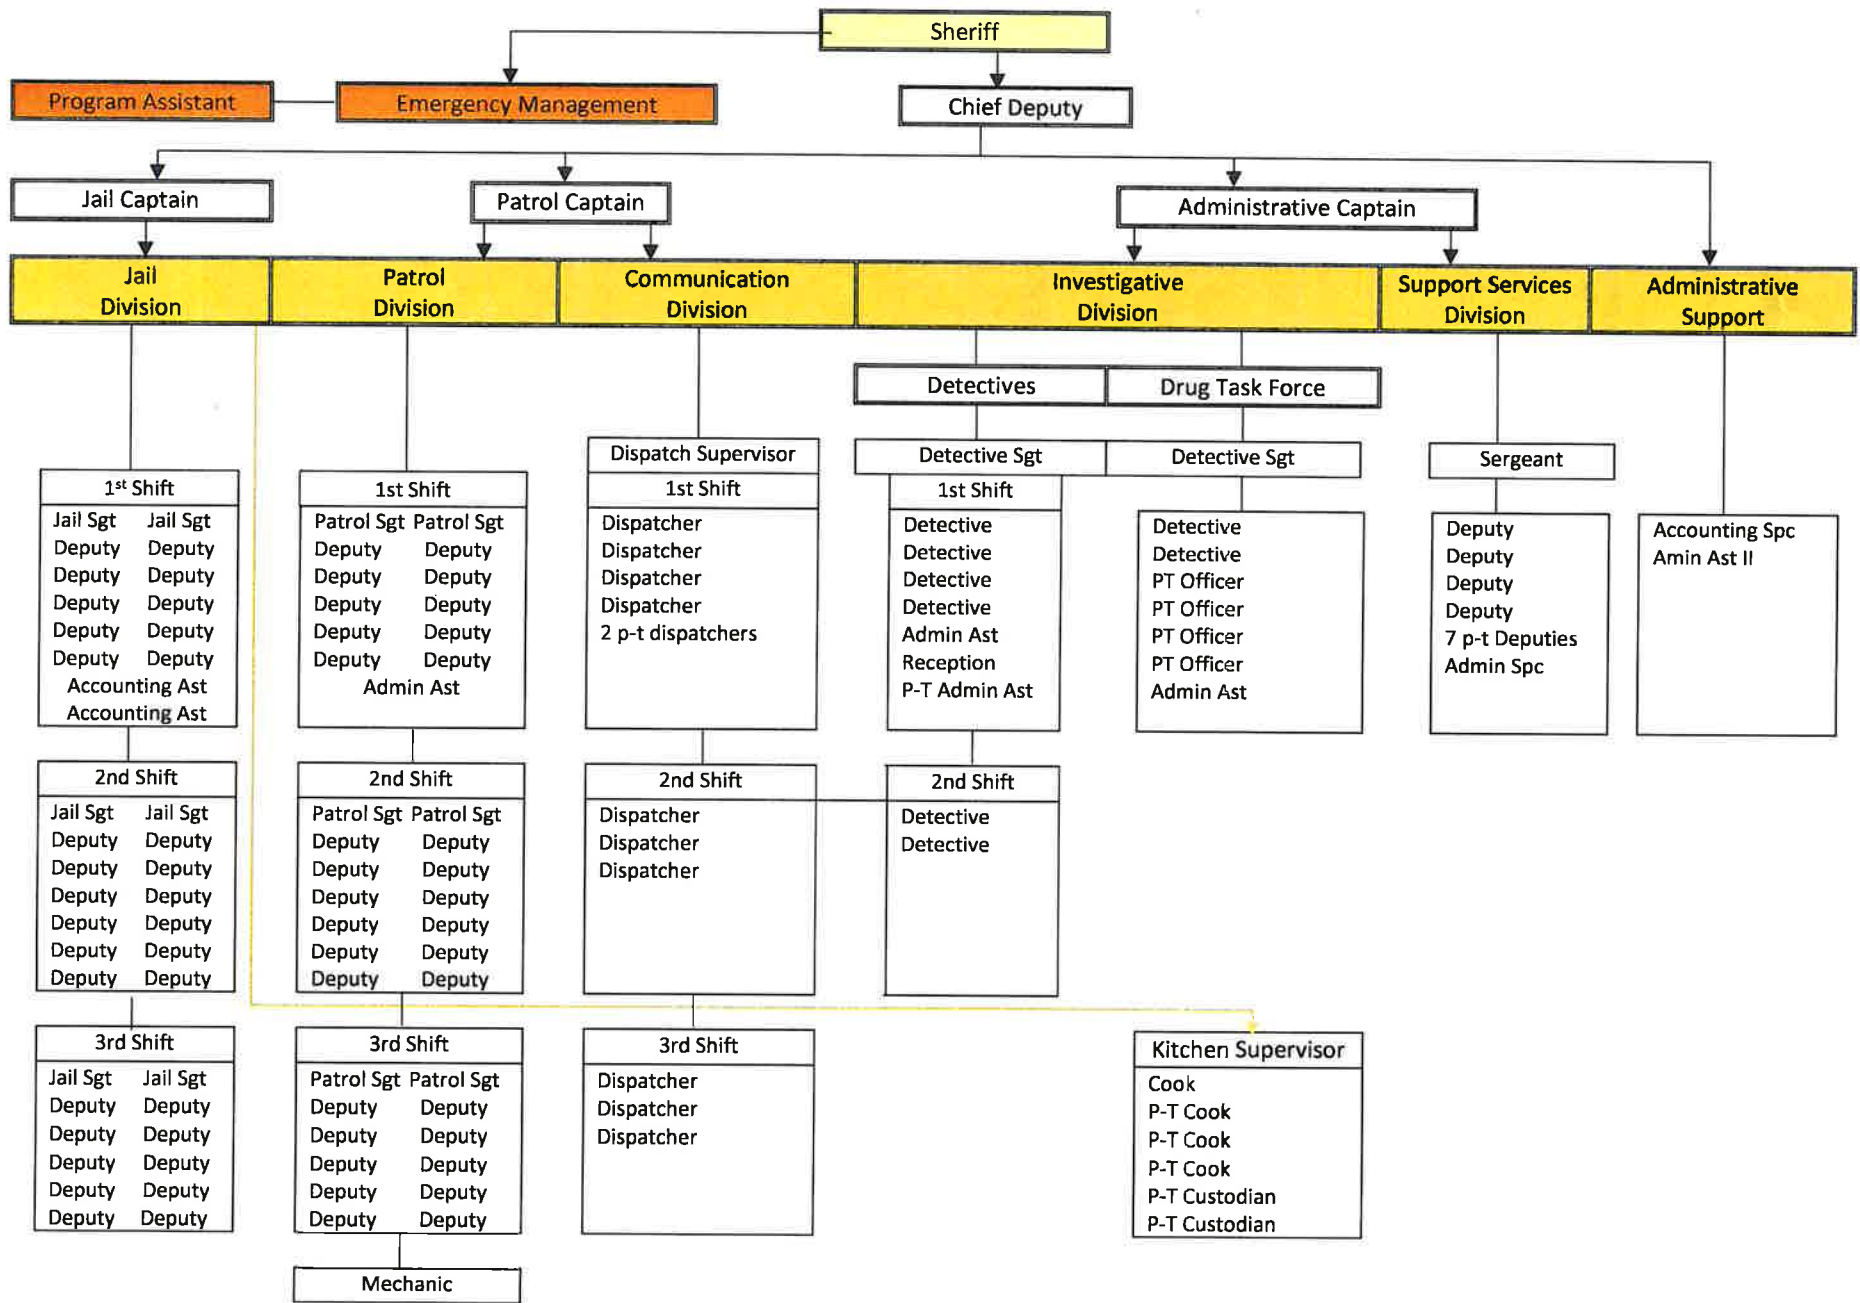 Sheriff
Program Assistant
Emergency Management
Chief Deputy
Jail Captain
Patrol Captain
Administrative Captain
Jail
Division
Patrol
Division
Communication
Division
Investigative
Division
Support Services
Division
Administrative
Support
Detectives
Drug Task Force
1st Shift
Jail Sgt Jail Sgt
Deputy Deputy
Deputy Deputy
Deputy Deputy
Deputy Deputy
Deputy Deputy
Accounting Ast
Accounting Ast
2nd Shift
Jail Sgt Jail Sgt
Deputy Deputy
Deputy Deputy
Deputy Deputy
Deputy Deputy
Deputy Deputy
Deputy Deputy
3rd Shift
Jail Sgt Jail Sgt
Deputy Deputy
Deputy Deputy
Deputy Deputy
Deputy Deputy
Deputy Deputy
1st Shift
Patrol Sgt Patrol Sgt
Deputy Deputy
Deputy Deputy
Deputy Deputy
Deputy Deputy
Deputy Deputy
Admin Ast
2nd Shift
Patrol Sgt Patrol Sgt
Deputy Deputy
Deputy Deputy
Deputy Deputy
Deputy Deputy
Deputy Deputy
Deputy Deputy
3rd Shift
Patrol Sgt Patrol Sgt
Deputy Deputy
Deputy Deputy
Deputy Deputy
Deputy Deputy
Deputy Deputy
Mechanic
Dispatch Supervisor
1st Shift
Dispatcher
Dispatcher
Dispatcher
Dispatcher
2 p-t dispatchers
2nd Shift
Dispatcher
Dispatcher
Dispatcher
3rd Shift
Dispatcher
Dispatcher
Dispatcher
Detective Sgt
1st Shift
Detective
Detective
Detective
Detective
Admin Ast
Reception
P-T Admin Ast
2nd Shift
Detective
Detective
Detective Sgt
Detective
Detective
PT Officer
PT Officer
PT Officer
PT Officer
Admin Ast
Kitchen Supervisor
Cook
P-T Cook
P-T Cook
P-T Cook
P-T Custodian
P-T Custodian
Sergeant
Deputy
Deputy
Deputy
Deputy
7 p-t Deputies
Admin Spc
Accounting Spc
Amin Ast II